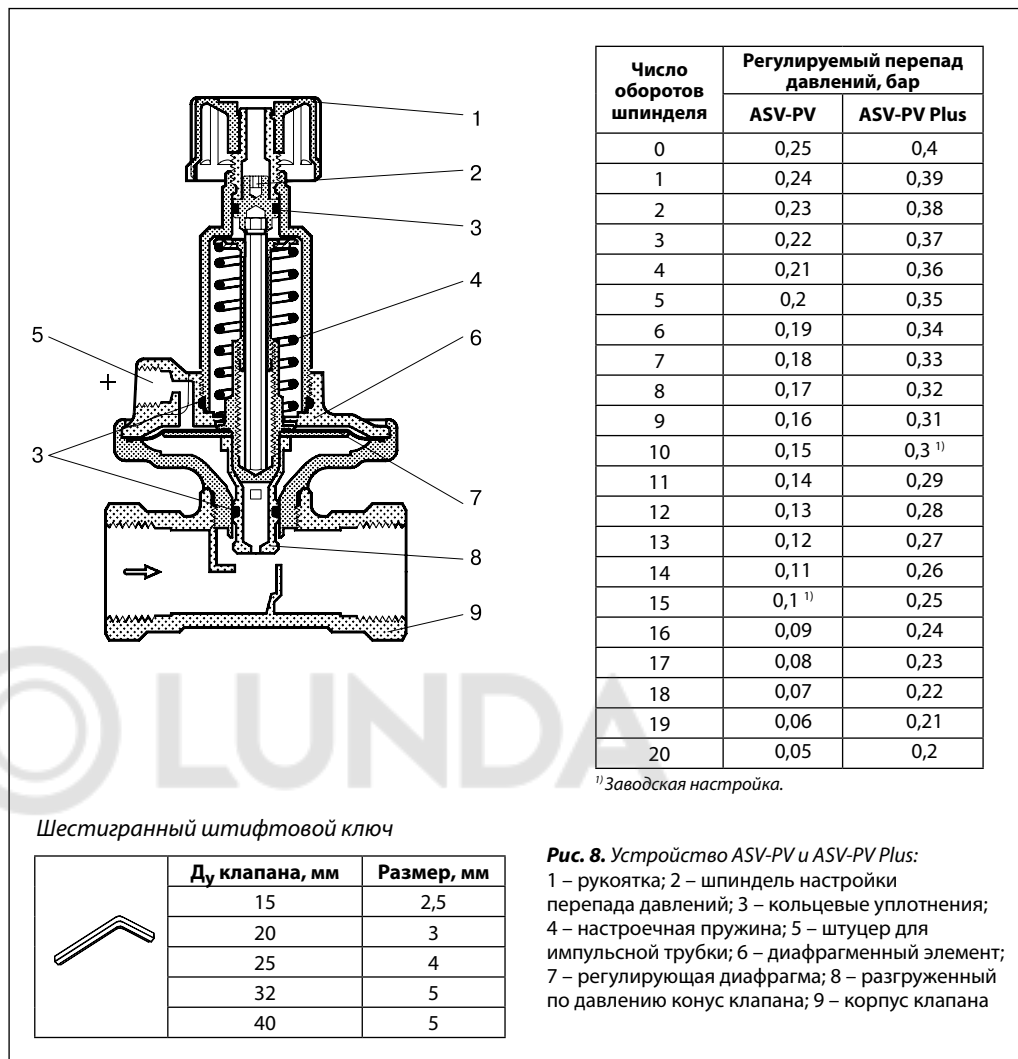 1
2
3
4
5
6
+
3
7
8
9
Число оборотов шпинделя | Регулируемый перепад давлений, бар
ASV-PV | ASV-PV Plus
0 | 0,25 | 0,4
1 | 0,24 | 0,39
2 | 0,23 | 0,38
3 | 0,22 | 0,37
4 | 0,21 | 0,36
5 | 0,2 | 0,35
6 | 0,19 | 0,34
7 | 0,18 | 0,33
8 | 0,17 | 0,32
9 | 0,16 | 0,31
10 | 0,15 | 0,3 ¹⁾
11 | 0,14 | 0,29
12 | 0,13 | 0,28
13 | 0,12 | 0,27
14 | 0,11 | 0,26
15 | 0,1 ¹⁾ | 0,25
16 | 0,09 | 0,24
17 | 0,08 | 0,23
18 | 0,07 | 0,22
19 | 0,06 | 0,21
20 | 0,05 | 0,2
¹⁾ Заводская настройка.
LUNDA
Шестигранный штифтовой ключ
Ду клапана, мм | Размер, мм
15 | 2,5
20 | 3
25 | 4
32 | 5
40 | 5
Рис. 8. Устройство ASV-PV и ASV-PV Plus:
1 – рукоятка; 2 – шпиндель настройки
перепада давлений; 3 – кольцевые уплотнения;
4 – настроечная пружина; 5 – штуцер для
импульсной трубки; 6 – диафрагменный элемент;
7 – регулирующая диафрагма; 8 – разгруженный
по давлению конус клапана; 9 – корпус клапана